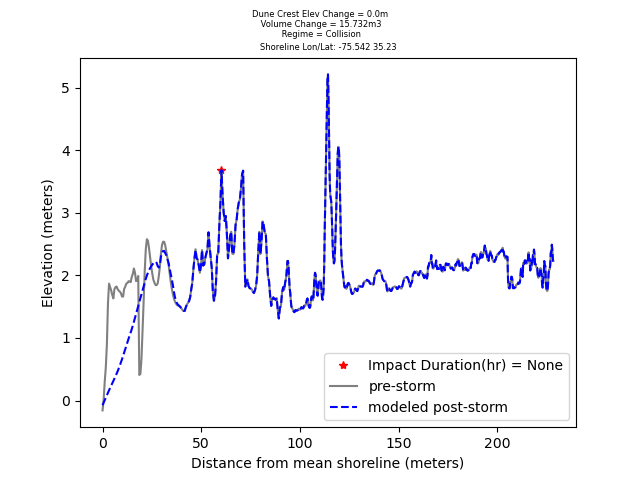 Dune Crest Elev Change = 0.0m
Volume Change = 15.732m3
Regime = Collision
Shoreline Lon/Lat: -75.542 35.23
5
4
3
2
1
0
Elevation (meters)
Impact Duration(hr) = None
pre-storm
modeled post-storm
0
50
100
150
200
Distance from mean shoreline (meters)